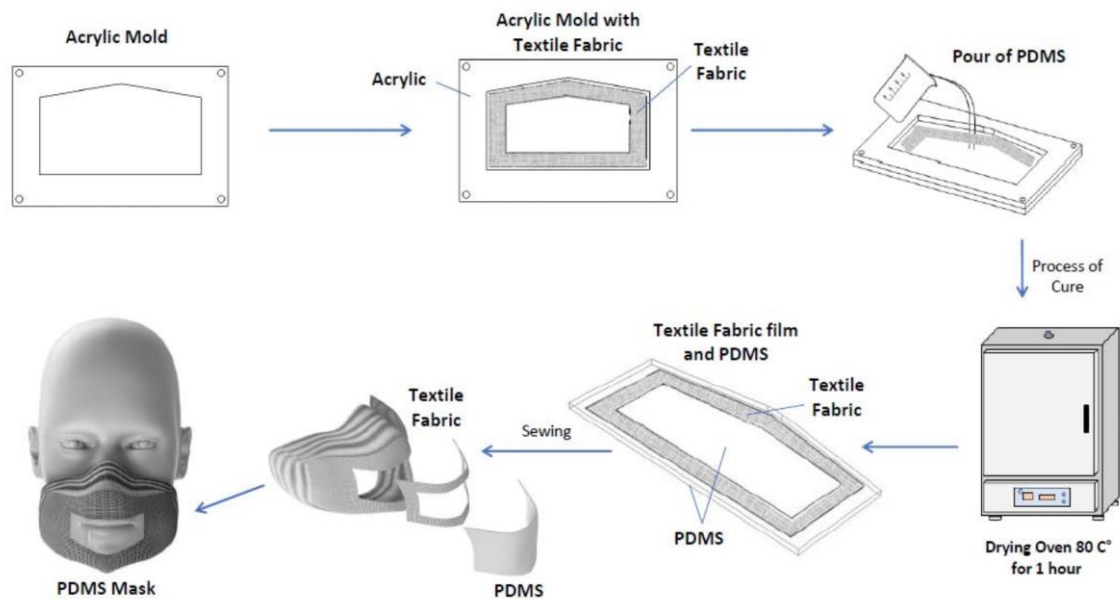 Acrylic Mold
Acrylic Mold with
Textile Fabric
Acrylic
Textile
Fabric
Pour of PDMS
Process of
Cure
Drying Oven 80 C°
for 1 hour
Textile Fabric film
and PDMS
Textile
Fabric
PDMS
Sewing
Textile
Fabric
PDMS
PDMS Mask